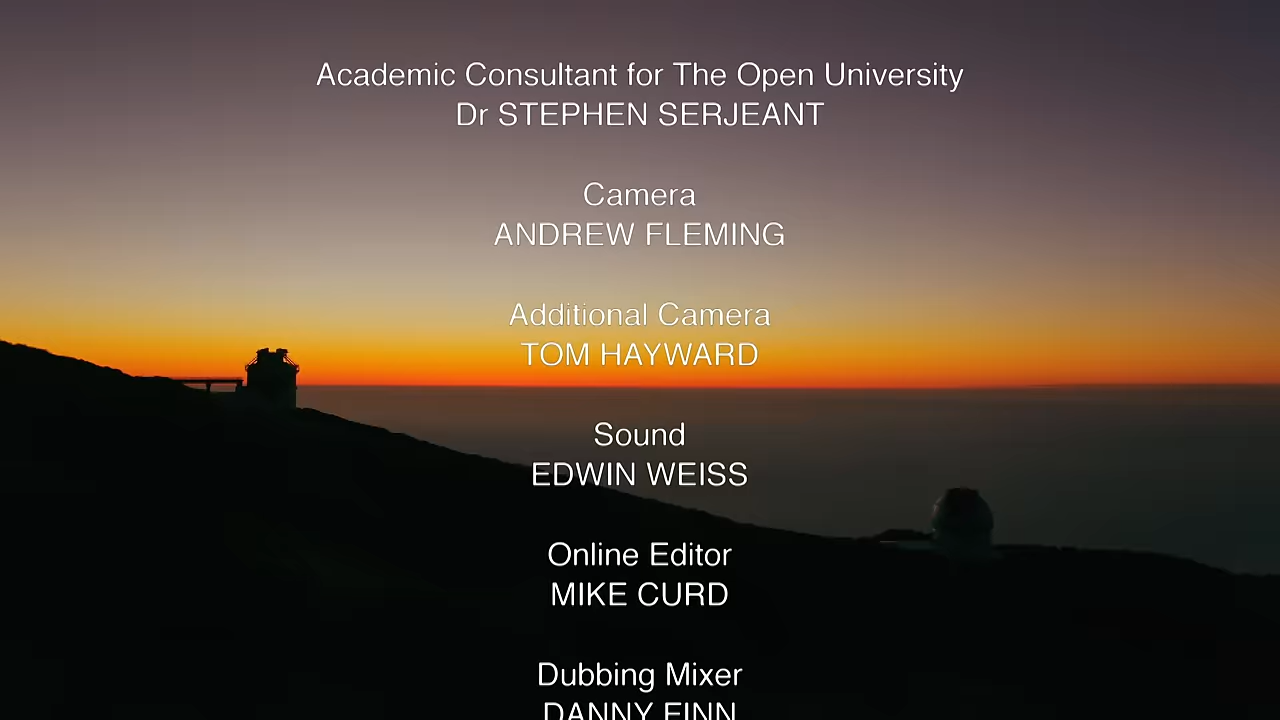 Academic Consultant for The Open University
Dr STEPHEN SERJEANT
Camera
ANDREW FLEMING
Additional Camera
TOM HAYWARD
Sound
EDWIN WEISS
Online Editor
MIKE CURD
Dubbing Mixer
DANNY FINN